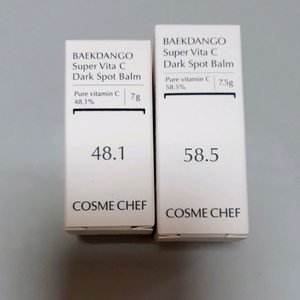 BAEKDANGO
Super Vita C
Dark Spot Balm
Pure vitamin C
48.1%
7g
48.1
COSME CHEF
BAEKDANGO
Super Vita C
Dark Spot Balm
Pure vitamin C
58.5%
7.5g
58.5
COSME CHEF